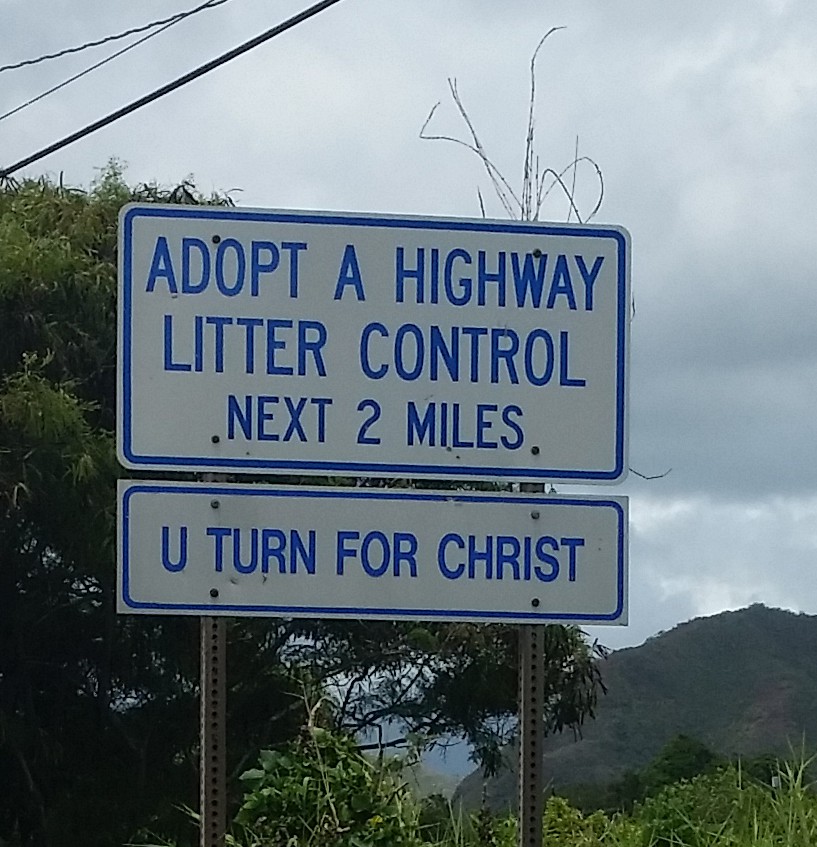 ADOPT A HIGHWAY
LITTER CONTROL
NEXT 2 MILES
U TURN FOR CHRIST